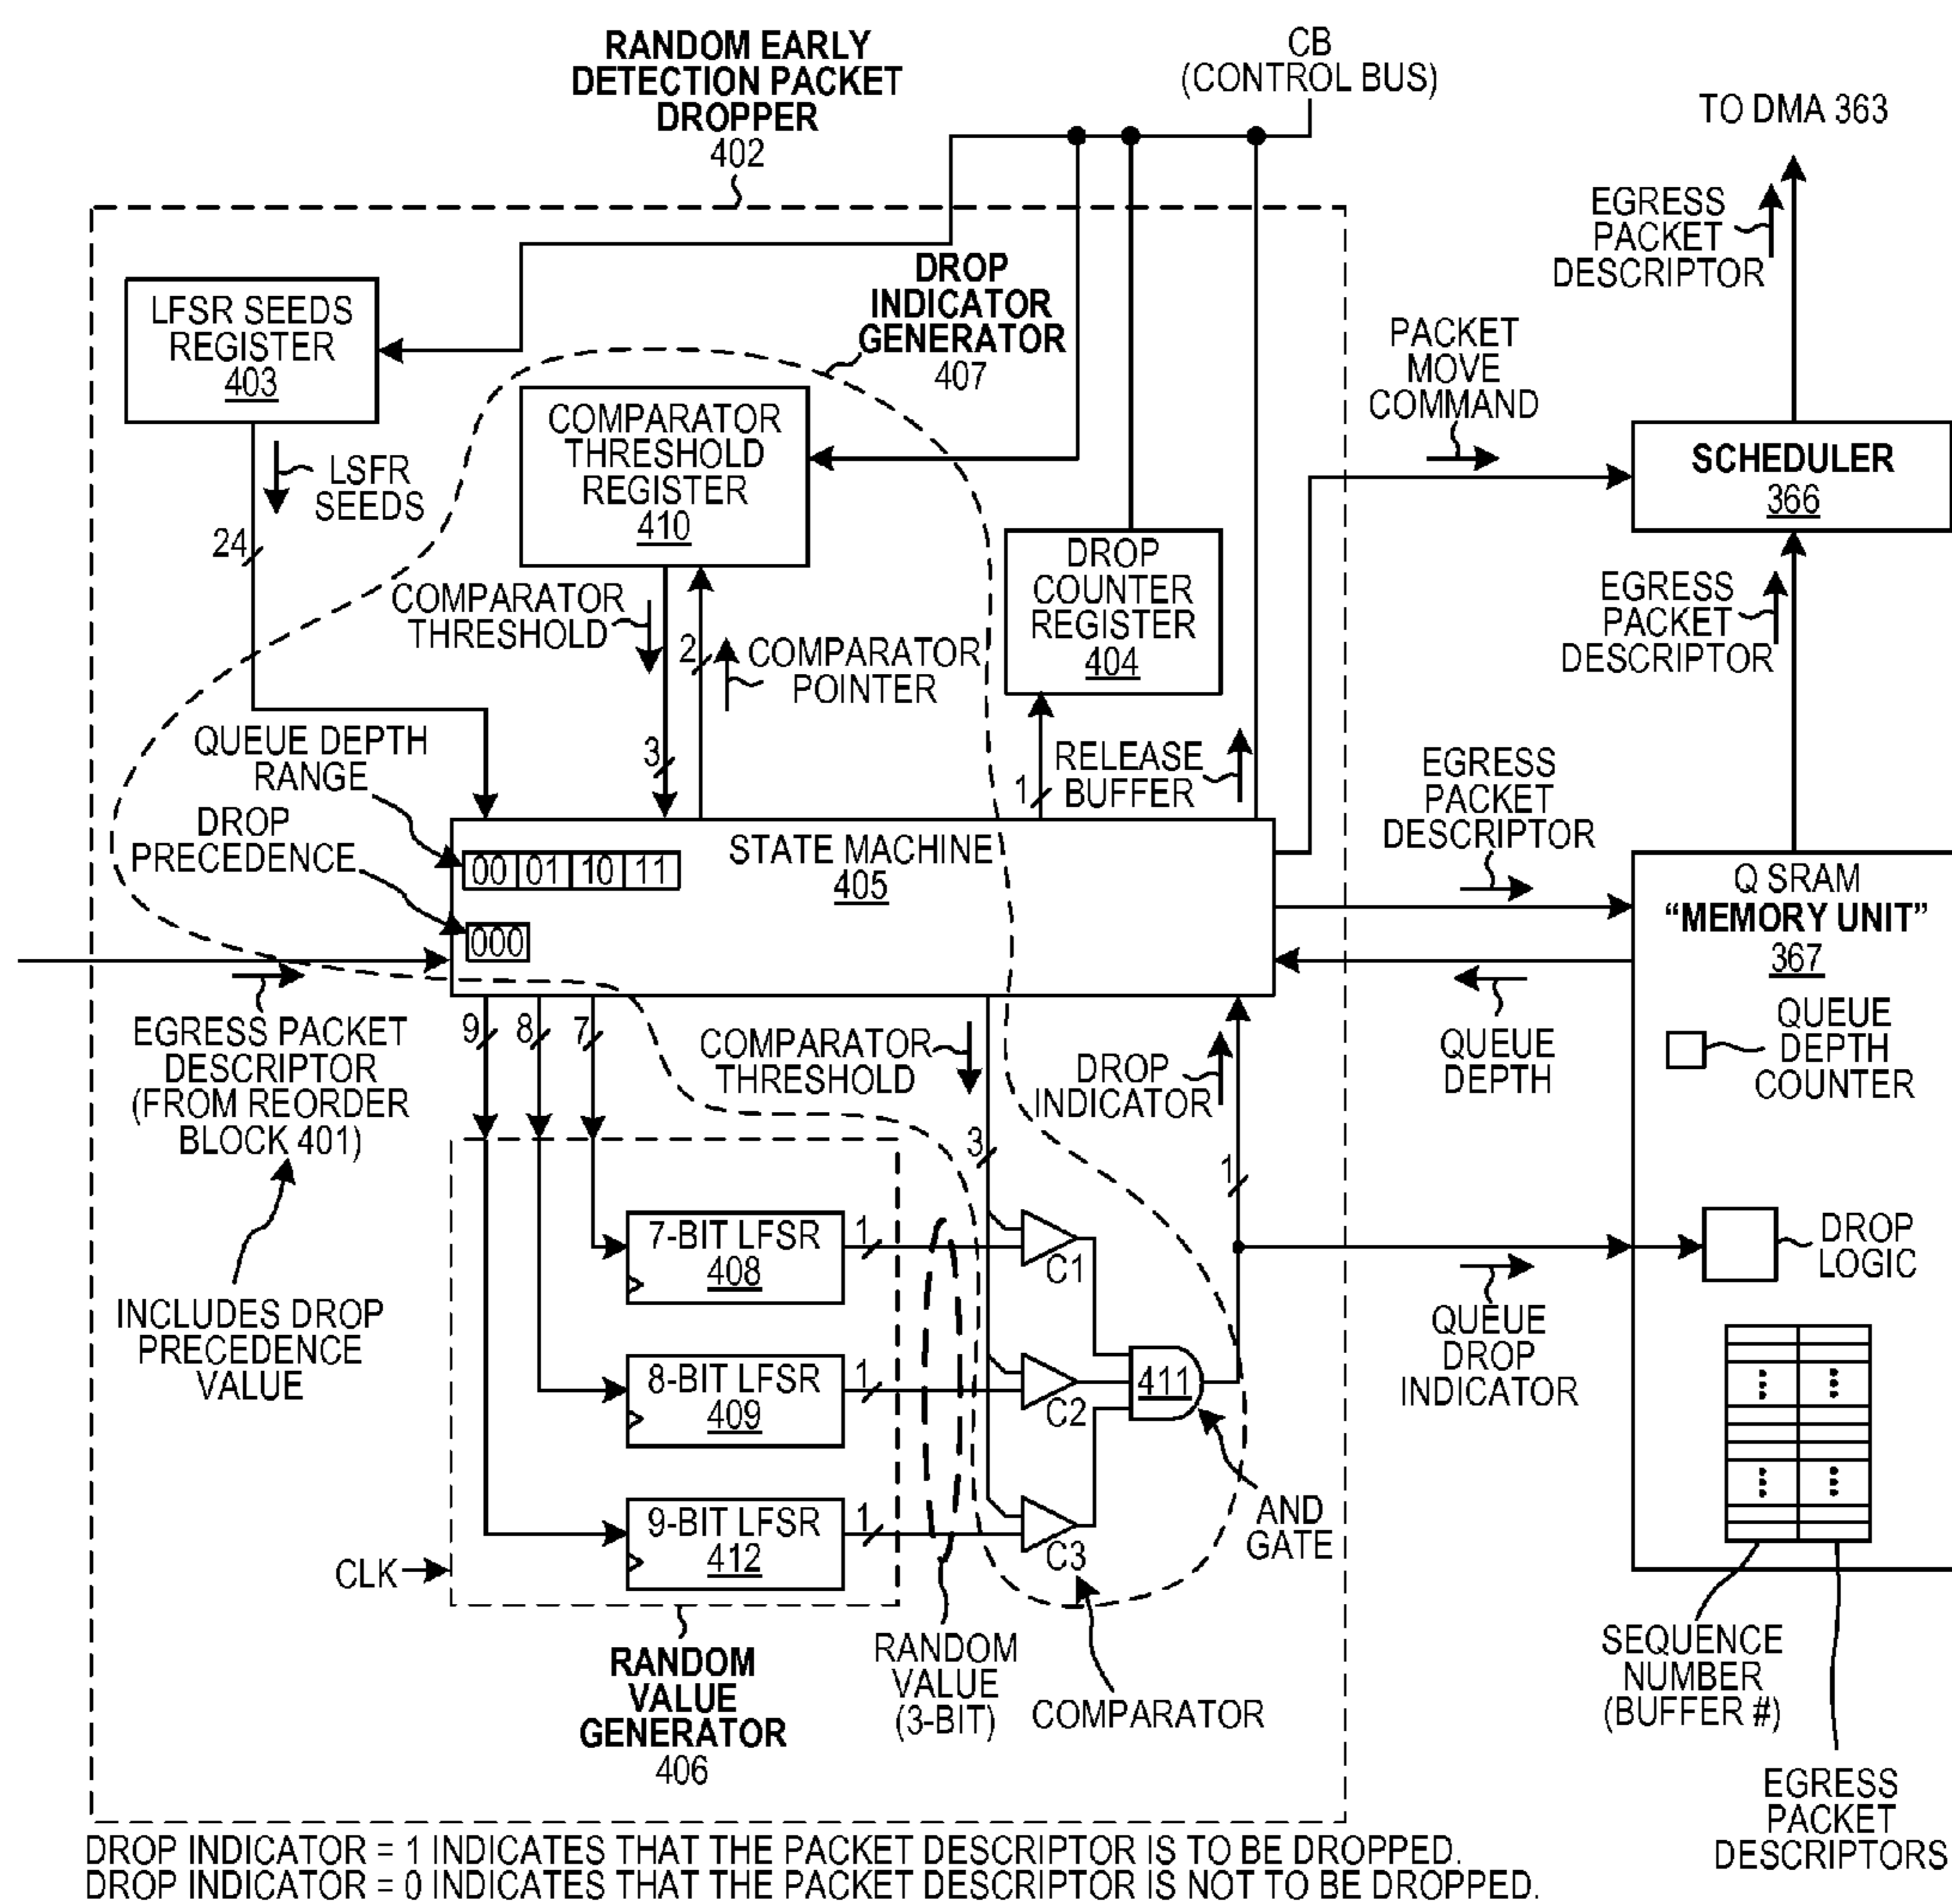 RANDOM EARLY
DETECTION PACKET
DROPPER
402
CB
(CONTROL BUS)
TO DMA 363
EGRESS
PACKET
DESCRIPTOR
LFSR SEEDS
REGISTER
403
DROP
INDICATOR
GENERATOR
407
PACKET
MOVE
COMMAND
COMPARATOR
THRESHOLD
REGISTER
410
LSFR
SEEDS
24
SCHEDULER
366
DROP
COUNTER
REGISTER
404
COMPARATOR
THRESHOLD
2
COMPARATOR
POINTER
EGRESS
PACKET
DESCRIPTOR
QUEUE DEPTH
RANGE
3
1
RELEASE
BUFFER
EGRESS
PACKET
DESCRIPTOR
DROP
PRECEDENCE
STATE MACHINE
405
00 01 10 11
000
Q SRAM
“MEMORY UNIT”
367
EGRESS PACKET
DESCRIPTOR
(FROM REORDER
BLOCK 401)
9
8
7
COMPARATOR
THRESHOLD
3
DROP
INDICATOR
1
QUEUE
DEPTH
QUEUE
DEPTH
COUNTER
INCLUDES DROP
PRECEDENCE
VALUE
7-BIT LFSR
408
1
C1
DROP
LOGIC
QUEUE
DROP
INDICATOR
8-BIT LFSR
409
1
C2
411
9-BIT LFSR
412
1
C3
AND
GATE
CLK
RANDOM
VALUE
GENERATOR
406
RANDOM
VALUE
(3-BIT)
COMPARATOR
SEQUENCE
NUMBER
(BUFFER #)
EGRESS
PACKET
DESCRIPTORS
DROP INDICATOR = 1 INDICATES THAT THE PACKET DESCRIPTOR IS TO BE DROPPED.
DROP INDICATOR = 0 INDICATES THAT THE PACKET DESCRIPTOR IS NOT TO BE DROPPED.